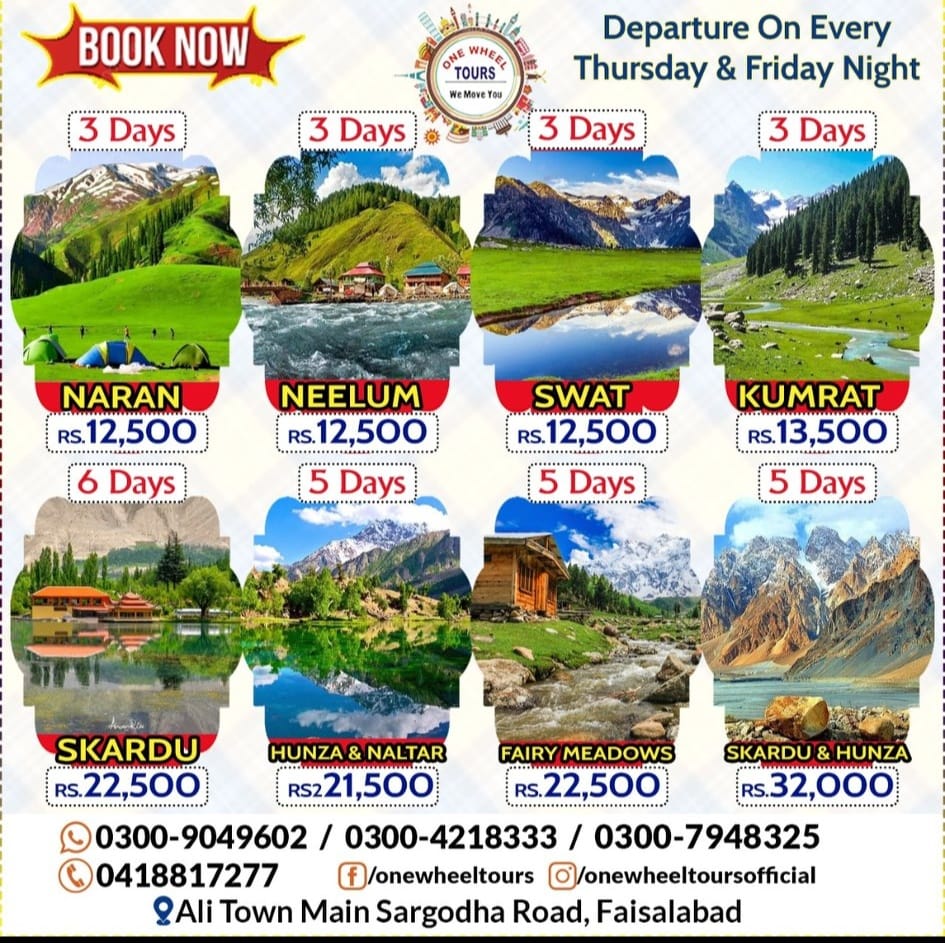 BOOK NOW
ONE WHEEL
TOURS
We Move You
Departure On Every
Thursday & Friday Night
3 Days
3 Days
3 Days
3 Days
NARAN
NEELUM
SWAT
KUMRAT
RS.12,500
RS.12,500
RS.12,500
RS.13,500
6 Days
5 Days
5 Days
5 Days
SKARDU
HUNZA & NALTAR
FAIRY MEADOWS
SKARDU & HUNZA
RS.22,500
RS221,500
RS.22,500
RS.32,000
0300-9049602 / 0300-4218333 / 0300-7948325
0418817277 /onewheeltours /onewheeltoursofficial
Ali Town Main Sargodha Road, Faisalabad